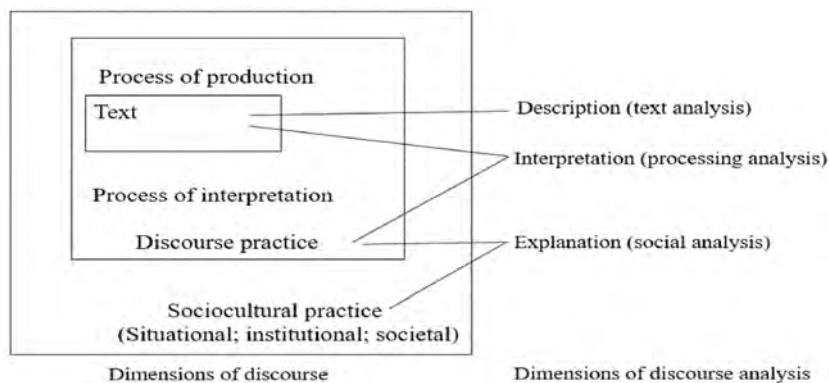 Process of production
Text
Description (text analysis)
Interpretation (processing analysis)
Process of interpretation
Discourse practice
Explanation (social analysis)
Sociocultural practice
(Situational; institutional; societal)
Dimensions of discourse
Dimensions of discourse analysis